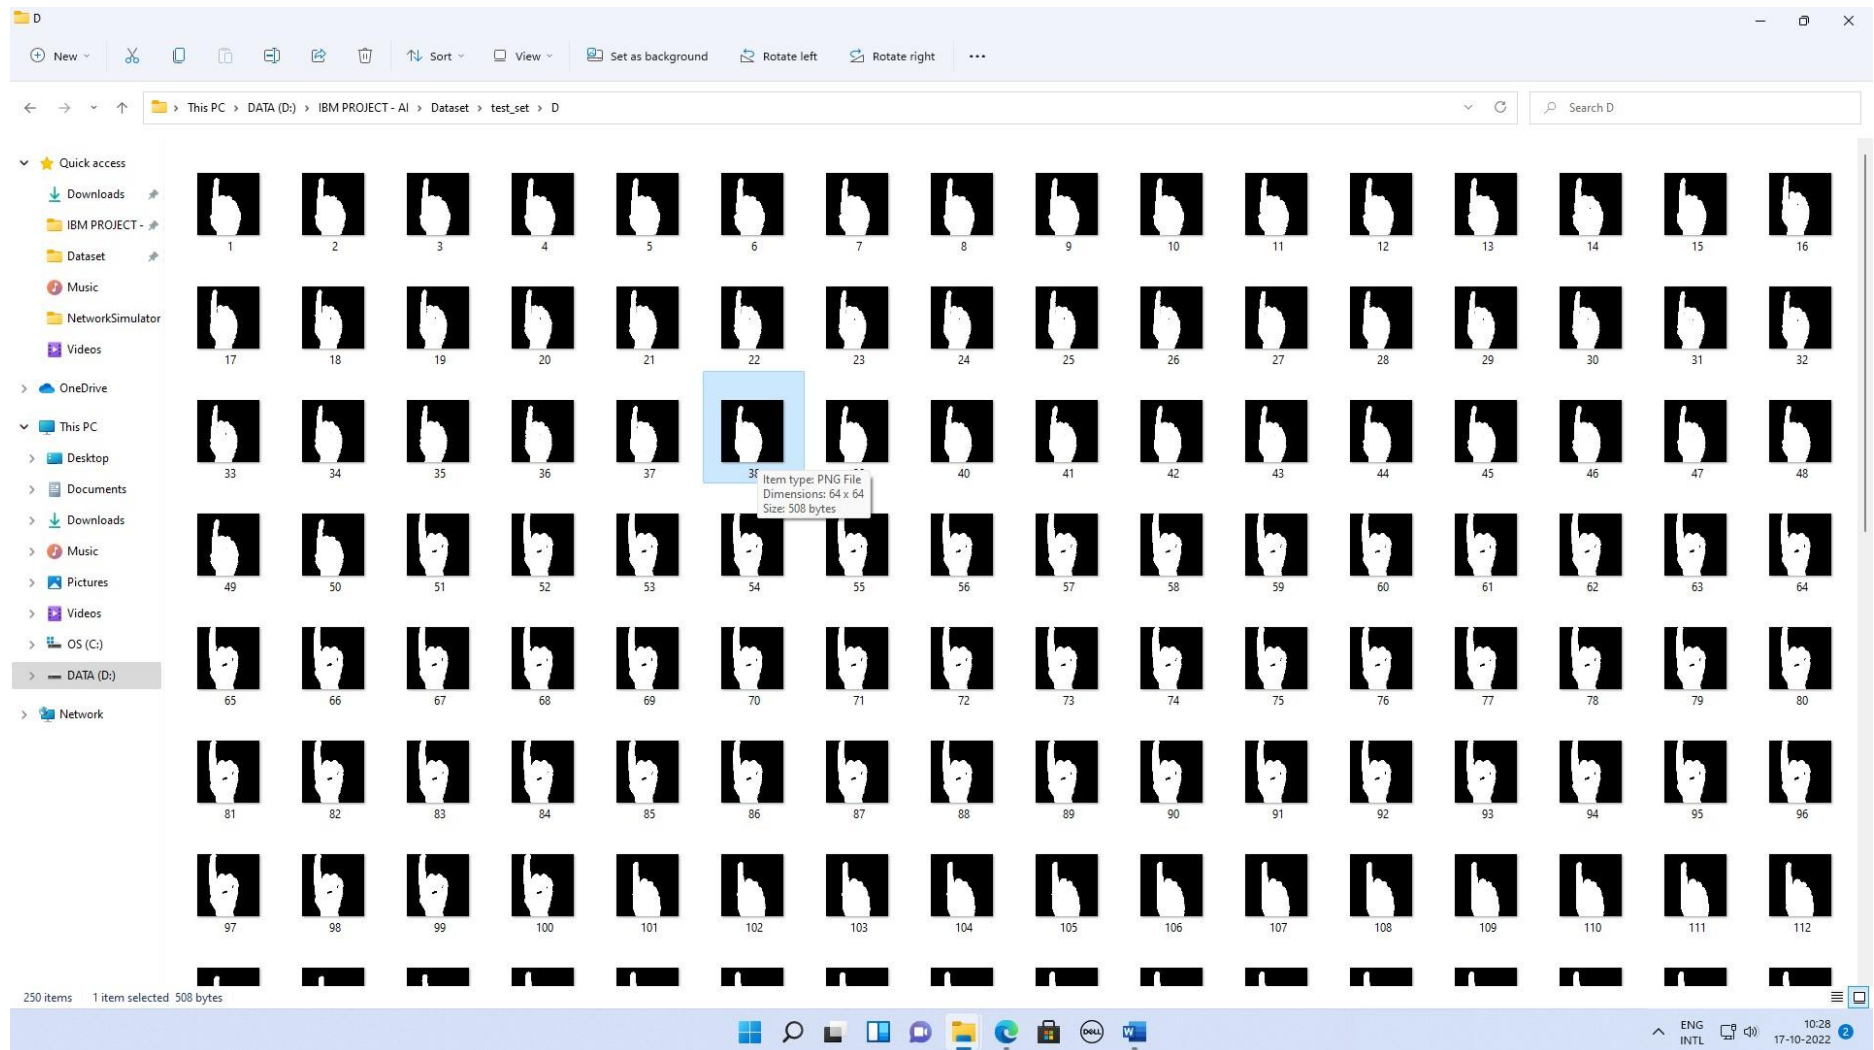 D
New Sort View Set as background Rotate left Rotate right
This PC > DATA (D:) > IBM PROJECT - AI > Dataset > test_set > D
Search D
Quick access
Downloads
IBM PROJECT -
Dataset
Music
NetworkSimulator
Videos
OneDrive
This PC
Desktop
Documents
Downloads
Music
Pictures
Videos
OS (C:)
DATA (D:)
Network
1 2 3 4 5 6 7 8 9 10 11 12 13 14 15 16
17 18 19 20 21 22 23 24 25 26 27 28 29 30 31 32
33 34 35 36 37 38 40 41 42 43 44 45 46 47 48
Item type: PNG File
Dimensions: 64 x 64
Size: 508 bytes
49 50 51 52 53 54 55 56 57 58 59 60 61 62 63 64
65 66 67 68 69 70 71 72 73 74 75 76 77 78 79 80
81 82 83 84 85 86 87 88 89 90 91 92 93 94 95 96
97 98 99 100 101 102 103 104 105 106 107 108 109 110 111 112
250 items 1 item selected 508 bytes
DELL
W
ENG
INTL
10:28
17-10-2022
2